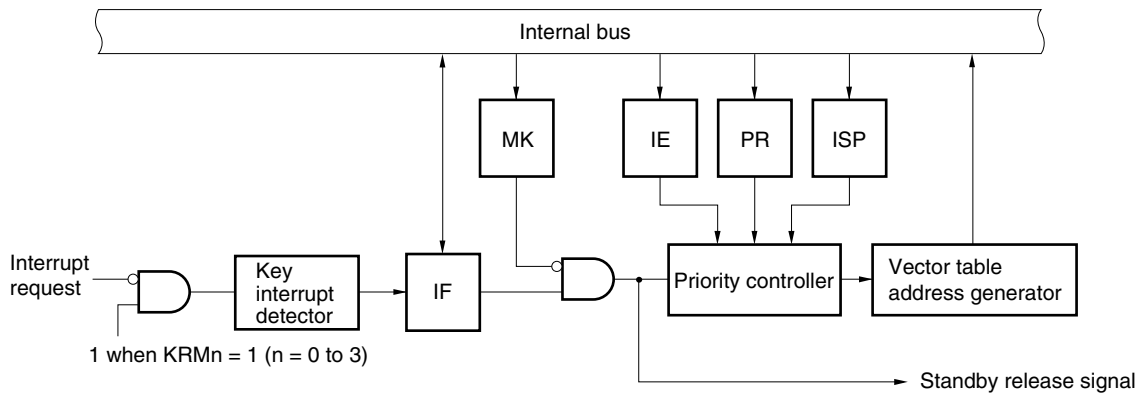 Internal bus
MK
IE
PR
ISP
Interrupt
request
Key
interrupt
detector
IF
Priority controller
Vector table
address generator
1 when KRMn = 1 (n = 0 to 3)
Standby release signal